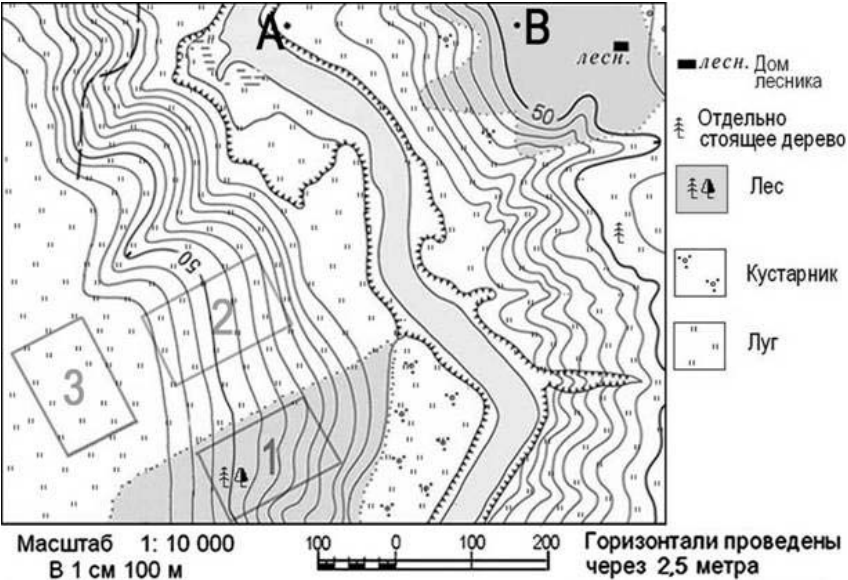 A
B
лесн.
50
50
2
3
1
лесн. Дом
лесника
Отдельно
стоящее дерево
Лес
Кустарник
Луг
Масштаб 1: 10 000
В 1 см 100 м
100 0 100 200
Горизонтали проведены
через 2,5 метра